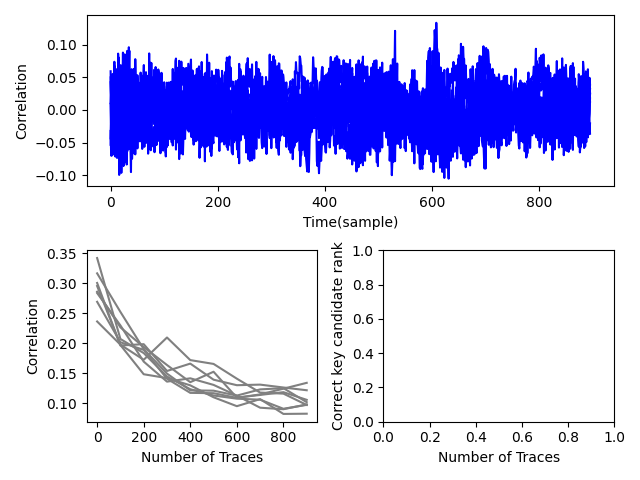 0.10
0.05
0.00
−0.05
−0.10
Correlation
0 200 400 600 800
Time(sample)
0.35
0.30
0.25
0.20
0.15
0.10
Correlation
0 200 400 600 800
Number of Traces
1.0
0.8
0.6
0.4
0.2
0.0
Correct key candidate rank
0.0 0.2 0.4 0.6 0.8 1.0
Number of Traces